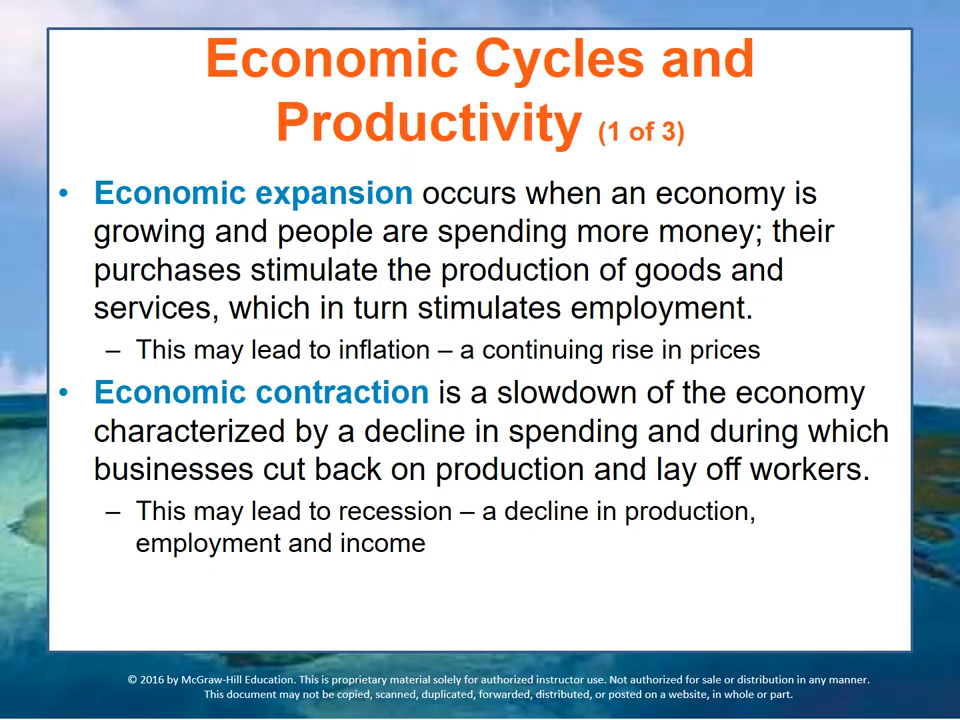 Economic Cycles and
Productivity (1 of 3)
• Economic expansion occurs when an economy is
growing and people are spending more money; their
purchases stimulate the production of goods and
services, which in turn stimulates employment.
– This may lead to inflation – a continuing rise in prices
• Economic contraction is a slowdown of the economy
characterized by a decline in spending and during which
businesses cut back on production and lay off workers.
– This may lead to recession – a decline in production,
employment and income
© 2016 by McGraw-Hill Education. This is proprietary material solely for authorized instructor use. Not authorized for sale or distribution in any manner.
This document may not be copied, scanned, duplicated, forwarded, distributed, or posted on a website, in whole or part.